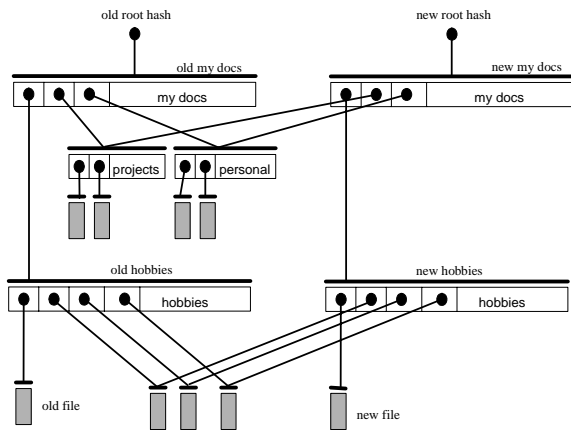 old root hash
new root hash
old my docs
new my docs
my docs
my docs
projects
personal
old hobbies
new hobbies
hobbies
hobbies
old file
new file